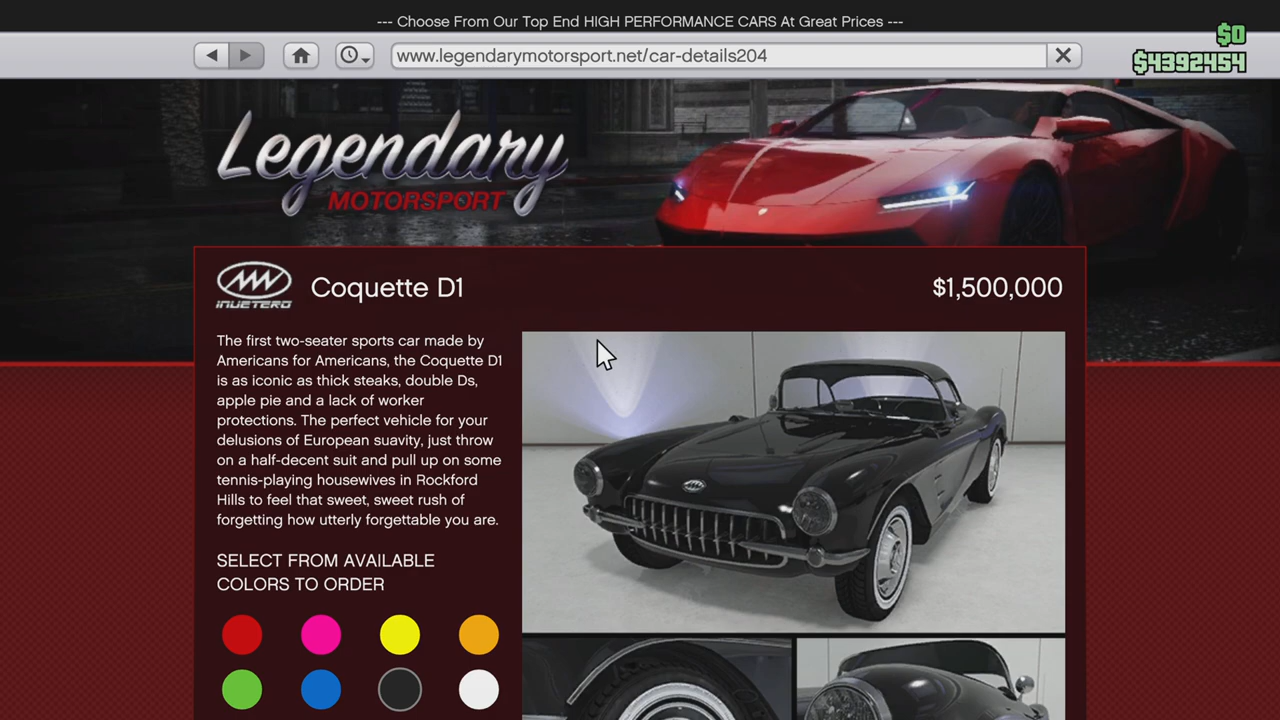 --- Choose From Our Top End HIGH PERFORMANCE CARS At Great Prices ---
$0
www.legendarymotorsport.net/car-details204
$4392454
Legendary
MOTORSPORT
INVETERO
Coquette D1
$1,500,000
The first two-seater sports car made by
Americans for Americans, the Coquette D1
is as iconic as thick steaks, double Ds,
apple pie and a lack of worker
protections. The perfect vehicle for your
delusions of European suavity, just throw
on a half-decent suit and pull up on some
tennis-playing housewives in Rockford
Hills to feel that sweet, sweet rush of
forgetting how utterly forgettable you are.
SELECT FROM AVAILABLE
COLORS TO ORDER